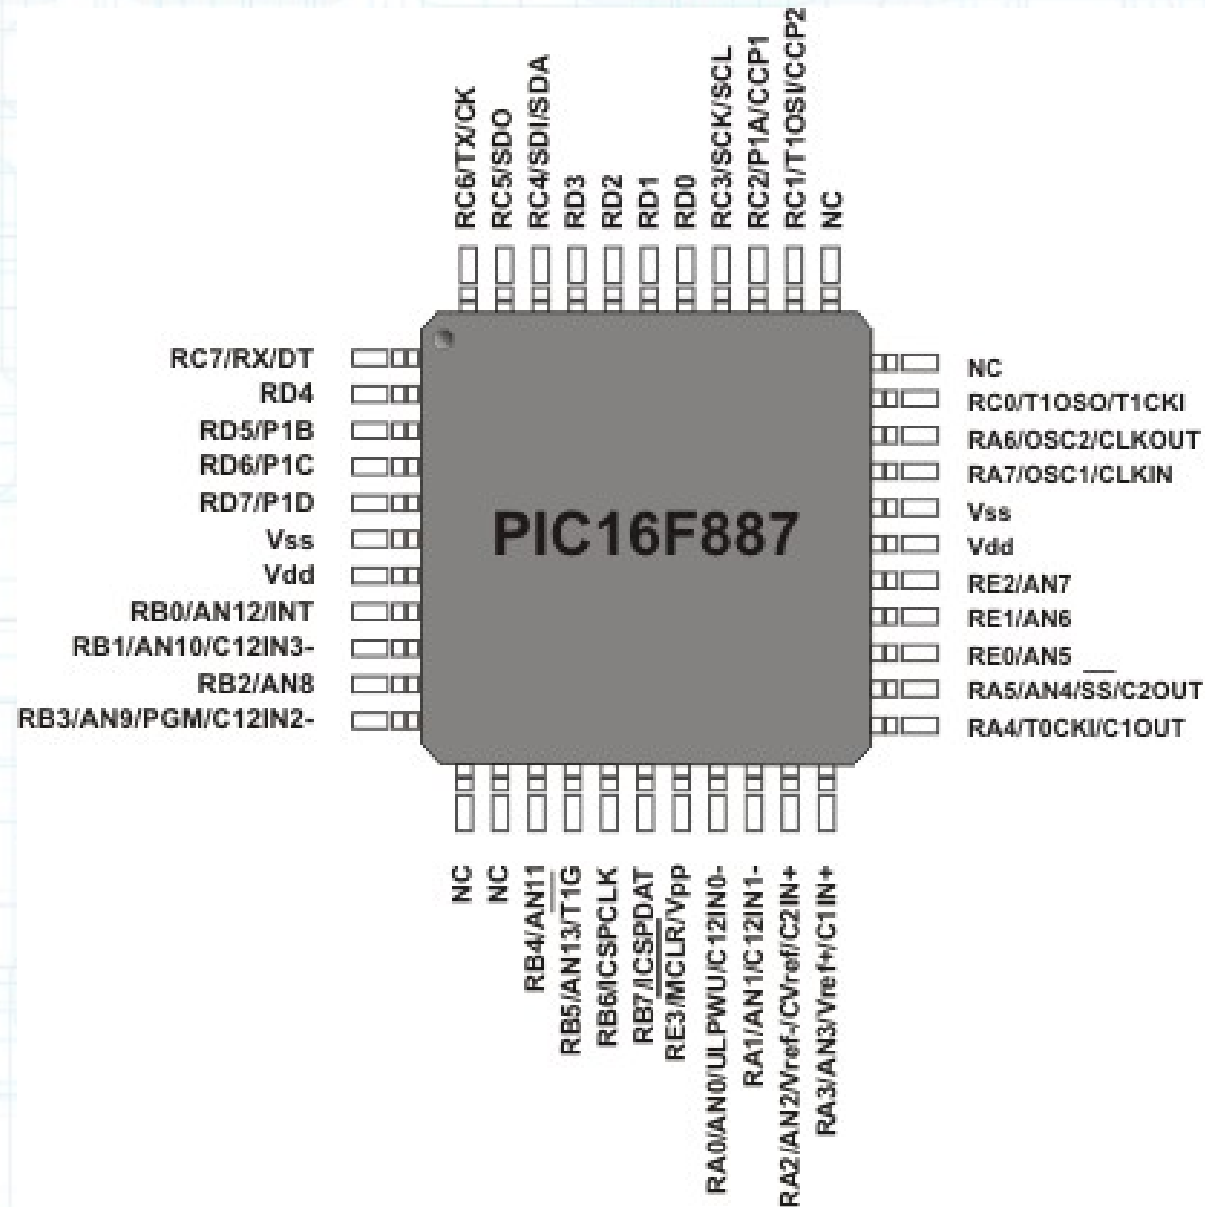 RC6/TX/CK
RC5/SDO
RC4/SDI/SDA
RD3
RD2
RD1
RD0
RC3/SCK/SCL
RC2/P1A/CCP1
RC1/T1OSI/CCP2
NC
RC7/RX/DT
RD4
RD5/P1B
RD6/P1C
RD7/P1D
Vss
Vdd
RB0/AN12/INT
RB1/AN10/C12IN3-
RB2/AN8
RB3/AN9/PGM/C12IN2-
PIC16F887
NC
RC0/T1OSO/T1CKI
RA6/OSC2/CLKOUT
RA7/OSC1/CLKIN
Vss
Vdd
RE2/AN7
RE1/AN6
RE0/AN5
RA5/AN4/SS/C2OUT
RA4/T0CKI/C1OUT
NC
NC
RB4/AN11
RB5/AN13/T1G
RB6/ICSPCLK
RB7/ICSPDAT
RE3/MCLR/Vpp
RA0/AN0/ULPWU/C12IN0-
RA1/AN1/C12IN1-
RA2/AN2/Vref-/CVref/C2IN+
RA3/AN3/Vref+/C1IN+